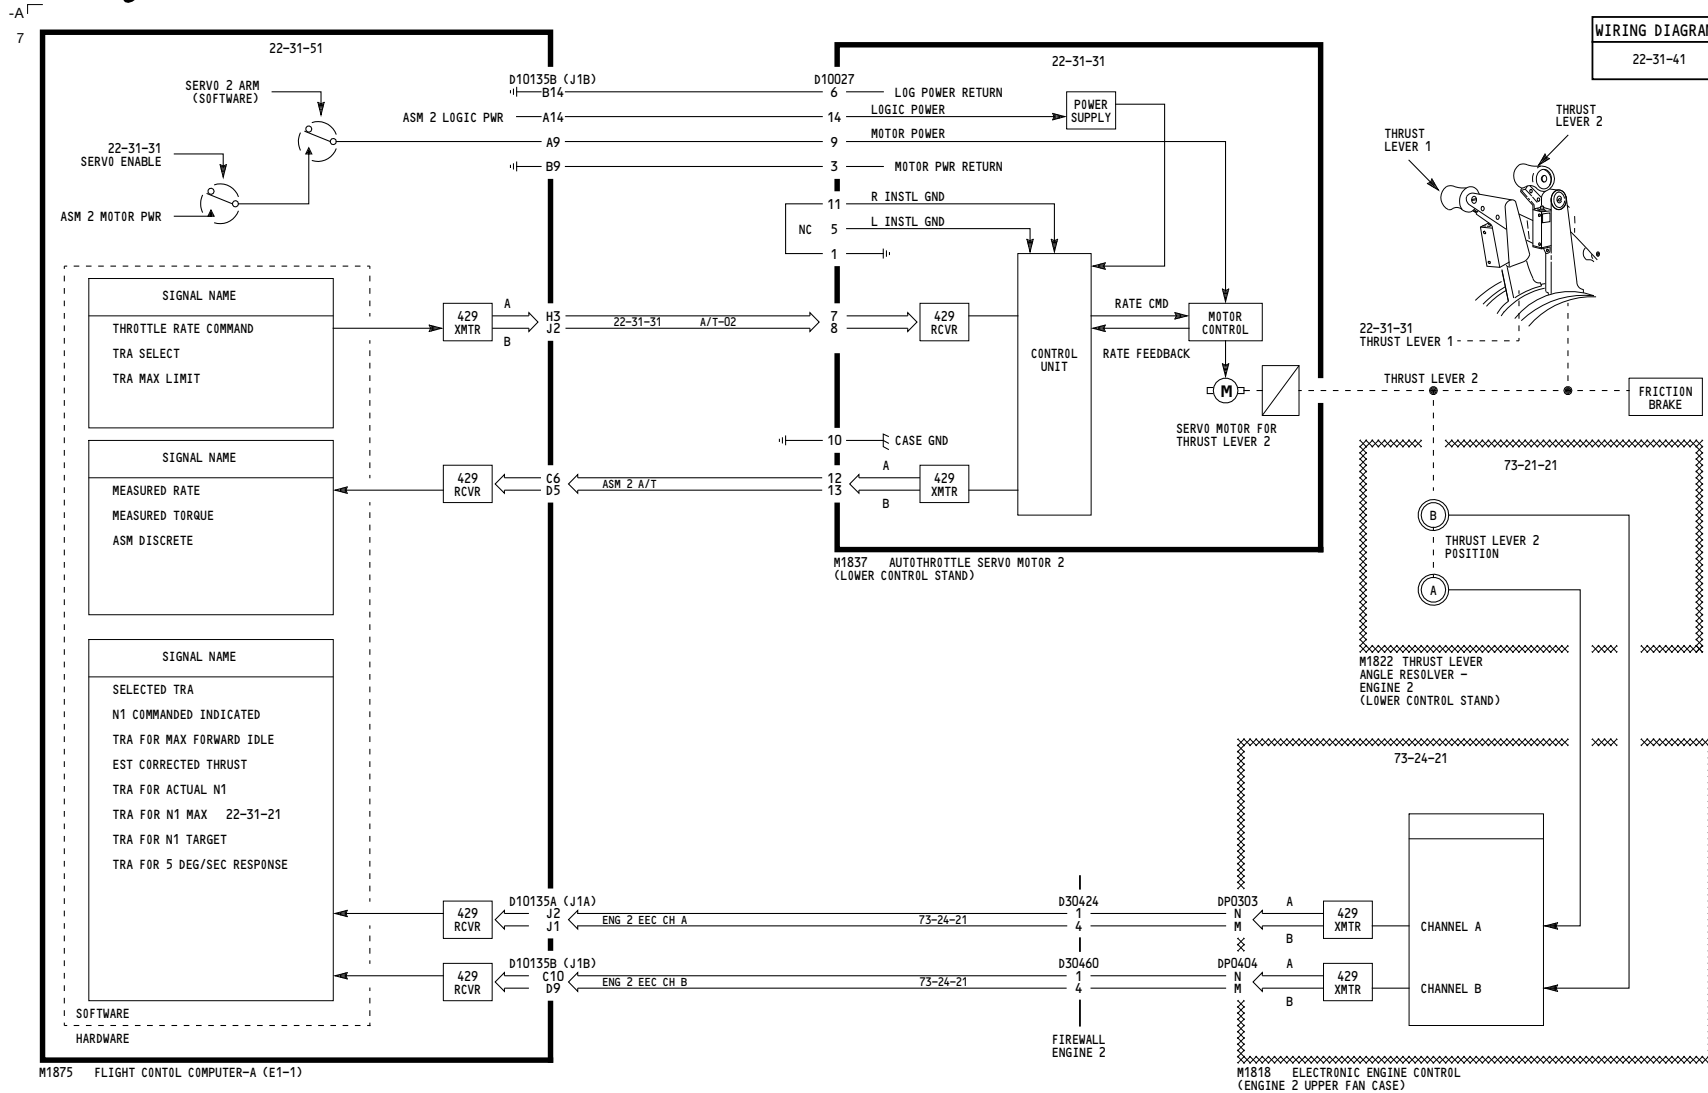 -A
7
22-31-51
SERVO 2 ARM
(SOFTWARE)
22-31-31
SERVO ENABLE
ASM 2 MOTOR PWR
ASM 2 LOGIC PWR
D10135B (J1B)
B14
A14
A9
B9
D10027
6
14
9
3
11
5
1
NC
22-31-31
LOG POWER RETURN
LOGIC POWER
MOTOR POWER
MOTOR PWR RETURN
R INSTL GND
L INSTL GND
POWER
SUPPLY
WIRING DIAGRAM
22-31-41
THRUST
LEVER 1
THRUST
LEVER 2
SIGNAL NAME
THROTTLE RATE COMMAND
TRA SELECT
TRA MAX LIMIT
429
XMTR
A
B
H3
J2
22-31-31
A/T-02
7
8
429
RCVR
CONTROL
UNIT
RATE CMD
RATE FEEDBACK
MOTOR
CONTROL
M
SERVO MOTOR FOR
THRUST LEVER 2
22-31-31
THRUST LEVER 1
THRUST LEVER 2
FRICTION
BRAKE
10
CASE GND
SIGNAL NAME
MEASURED RATE
MEASURED TORQUE
ASM DISCRETE
429
RCVR
C6
D5
ASM 2 A/T
12
13
A
B
429
XMTR
M1837 AUTOTHROTTLE SERVO MOTOR 2
(LOWER CONTROL STAND)
73-21-21
B
THRUST LEVER 2
POSITION
A
M1822 THRUST LEVER
ANGLE RESOLVER -
ENGINE 2
(LOWER CONTROL STAND)
SIGNAL NAME
SELECTED TRA
N1 COMMANDED INDICATED
TRA FOR MAX FORWARD IDLE
EST CORRECTED THRUST
TRA FOR ACTUAL N1
TRA FOR N1 MAX 22-31-21
TRA FOR N1 TARGET
TRA FOR 5 DEG/SEC RESPONSE
73-24-21
429
RCVR
D10135A (J1A)
J2
J1
ENG 2 EEC CH A
73-24-21
D30424
1
4
DP0303
N
M
A
B
429
XMTR
CHANNEL A
429
RCVR
D10135B (J1B)
C10
D9
ENG 2 EEC CH B
73-24-21
D30460
1
4
DP0404
N
M
A
B
429
XMTR
CHANNEL B
SOFTWARE
HARDWARE
FIREWALL
ENGINE 2
M1875 FLIGHT CONTOL COMPUTER-A (E1-1)
M1818 ELECTRONIC ENGINE CONTROL
(ENGINE 2 UPPER FAN CASE)